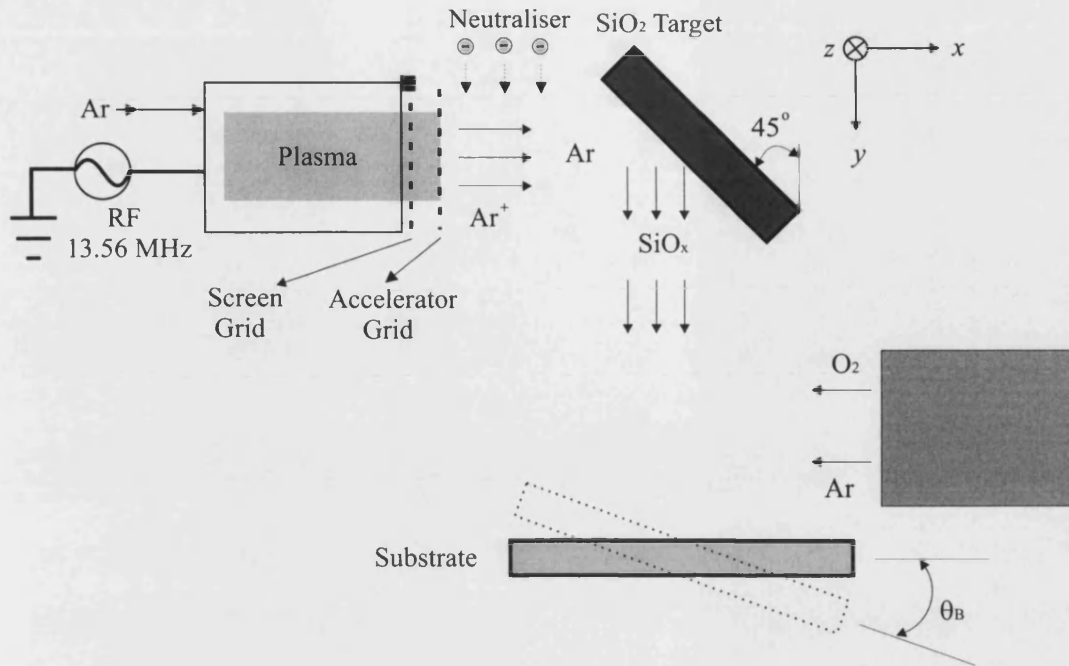 Neutraliser
SiO₂ Target
z
x
y
Ar
Plasma
45°
Ar
Ar⁺
RF
13.56 MHz
SiOₓ
Screen
Grid
Accelerator
Grid
O₂
Ar
Substrate
θB